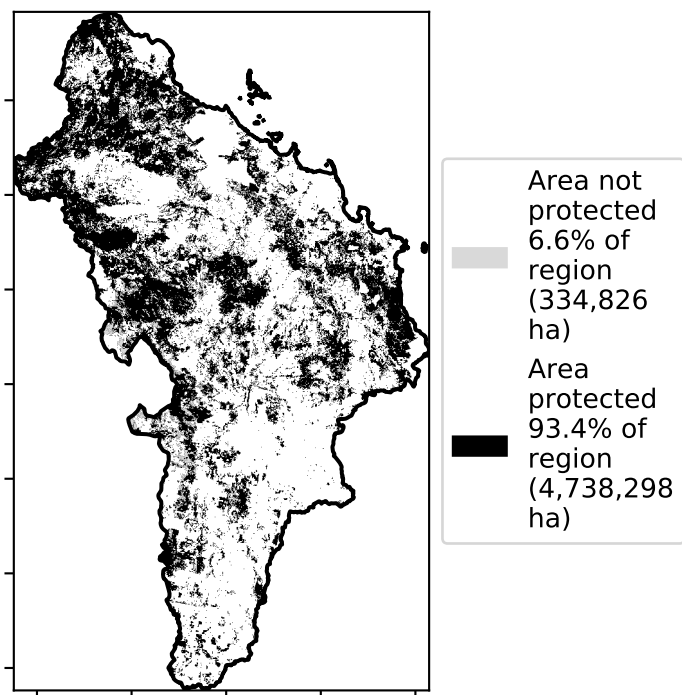 Area not
protected
6.6% of
region
(334,826
ha)
Area
protected
93.4% of
region
(4,738,298
ha)